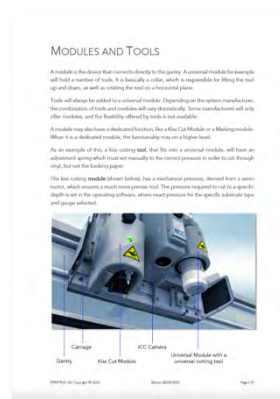 MODULES AND TOOLS
A module is the device that connects directly to the gantry. A universal module for example
will hold a number of tools. It is basically a collar, which is responsible for lifting the tool
up and down, as well as rotating the tool on a horizontal plane.
Tools will always be added to a universal module. Depending on the system manufacturer,
the combination of tools and modules will vary dramatically. Some manufacturers will only
offer modules, and the flexibility offered by tools is not available.
A module may also have a dedicated function, like a Kiss Cut Module or a Marking module.
When it is a dedicated module, the functionality may on a higher level.
As an example of this, a kiss cutting tool, that fits into a universal module, will have an
adjustment spring which must set manually to the correct pressure in order to cut through
vinyl, but not the backing paper.
The kiss cutting module (shown below), has a mechanical pressure, derived from a servo
motor, which ensures a much more precise tool. The pressure required to cut to a specific
depth is set in the operating software, where exact pressure for the specific substrate type
and gauge selected.
Carriage
ICC Camera
Gantry
Kiss Cut Module
Universal Module with a
universal cutting tool